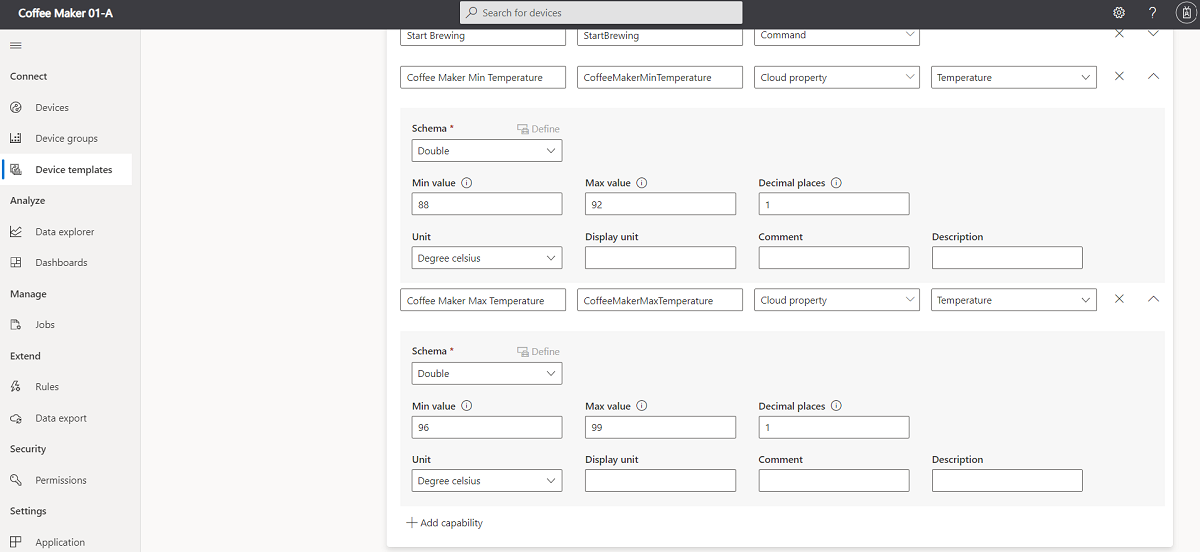 Coffee Maker 01-A
Search for devices
?
Connect
Devices
Device groups
Device templates
Analyze
Data explorer
Dashboards
Manage
Jobs
Extend
Rules
Data export
Security
Permissions
Settings
Application
Start Brewing StartBrewing Command
Coffee Maker Min Temperature CoffeeMakerMinTemperature Cloud property Temperature
Schema * Define
Double
Min value Max value Decimal places
88 92 1
Unit Display unit Comment Description
Degree celsius
Coffee Maker Max Temperature CoffeeMakerMaxTemperature Cloud property Temperature
Schema * Define
Double
Min value Max value Decimal places
96 99 1
Unit Display unit Comment Description
Degree celsius
Add capability